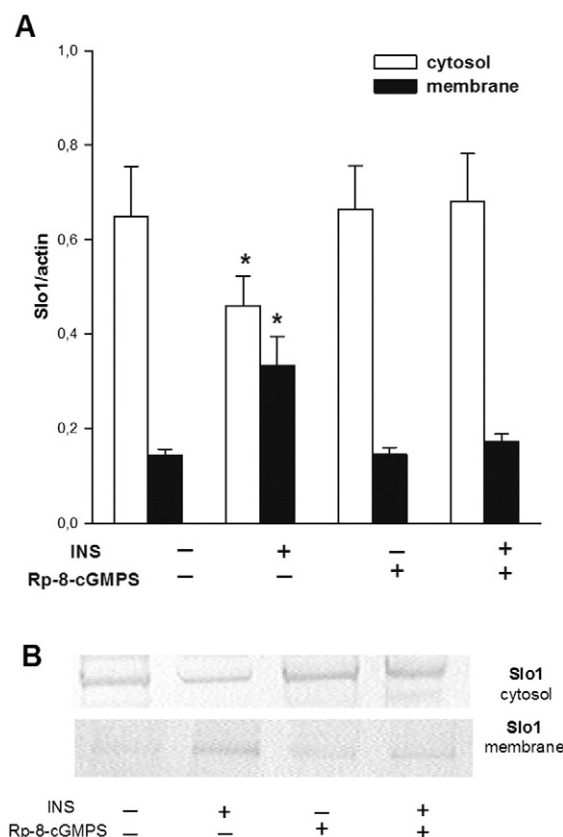 A
1,0
0,8
0,6
0,4
0,2
0,0
Slo1/actin
cytosol
membrane
*
*
INS – + – +
Rp-8-cGMPS – – + +
B
Slo1
cytosol
Slo1
membrane
INS – + – +
Rp-8-cGMPS – – + +